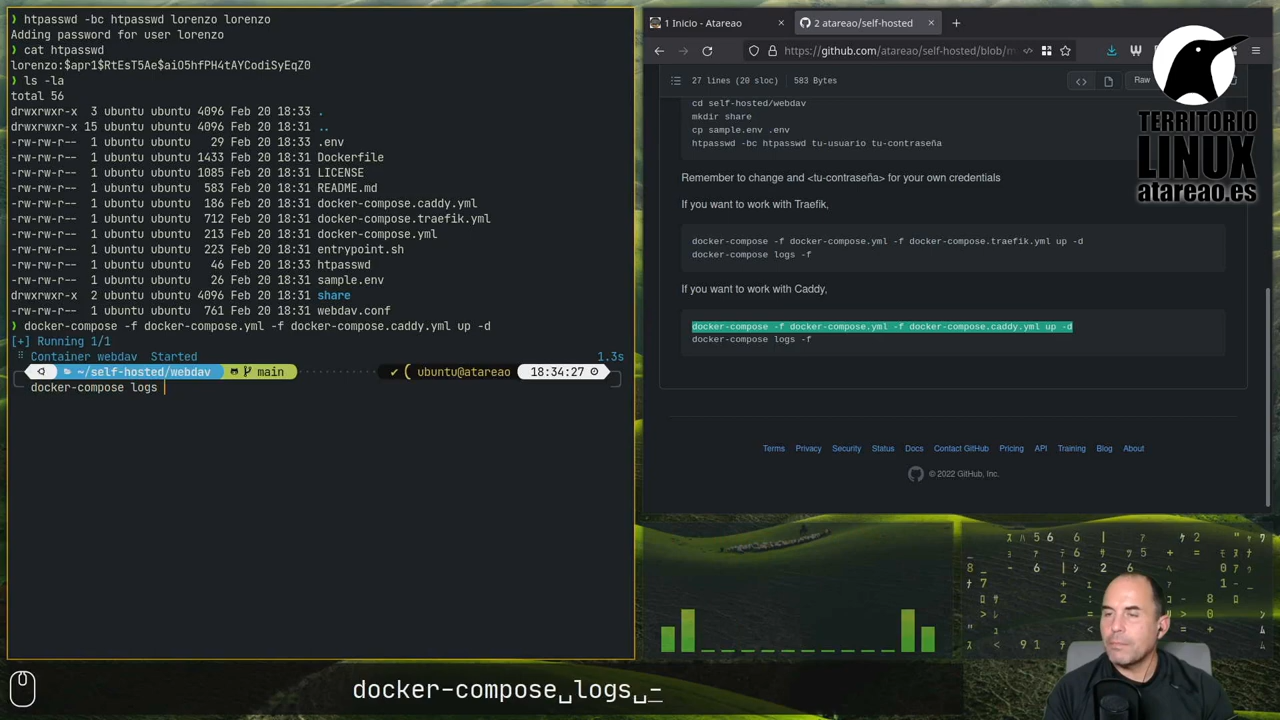 ❯ htpasswd -bc htpasswd lorenzo lorenzo
Adding password for user lorenzo
❯ cat htpasswd
lorenzo:$apr1$RtEsT5Ae$aiO5hfPH4tAYCodiSyEqZ0
❯ ls -la
total 56
drwxrwxr-x 3 ubuntu ubuntu 4096 Feb 20 18:33 .
drwxrwxr-x 15 ubuntu ubuntu 4096 Feb 20 18:31 ..
-rw-rw-r-- 1 ubuntu ubuntu 29 Feb 20 18:33 .env
-rw-rw-r-- 1 ubuntu ubuntu 1433 Feb 20 18:31 Dockerfile
-rw-rw-r-- 1 ubuntu ubuntu 1085 Feb 20 18:31 LICENSE
-rw-rw-r-- 1 ubuntu ubuntu 583 Feb 20 18:31 README.md
-rw-rw-r-- 1 ubuntu ubuntu 186 Feb 20 18:31 docker-compose.caddy.yml
-rw-rw-r-- 1 ubuntu ubuntu 712 Feb 20 18:31 docker-compose.traefik.yml
-rw-rw-r-- 1 ubuntu ubuntu 213 Feb 20 18:31 docker-compose.yml
-rw-rw-r-- 1 ubuntu ubuntu 373 Feb 20 18:31 entrypoint.sh
-rw-rw-r-- 1 ubuntu ubuntu 46 Feb 20 18:33 htpasswd
-rw-rw-r-- 1 ubuntu ubuntu 26 Feb 20 18:31 sample.env
drwxrwxr-x 2 ubuntu ubuntu 4096 Feb 20 18:31 share
-rw-rw-r-- 1 ubuntu ubuntu 761 Feb 20 18:31 webdav.conf
❯ docker-compose -f docker-compose.yml -f docker-compose.caddy.yml up -d
[+] Running 1/1
⠿ Container webdav Started 1.3s
~/self-hosted/webdav main ✔ ubuntu@atareao 18:34:27
docker-compose logs
1 Inicio - Atareao
2 atareao/self-hosted
https://github.com/atareao/self-hosted/blob/m
27 lines (20 sloc) 583 Bytes
Raw
cd self-hosted/webdav
mkdir share
cp sample.env .env
htpasswd -bc htpasswd tu-usuario tu-contraseña
Remember to change and <tu-contraseña> for your own credentials
If you want to work with Traefik,
docker-compose -f docker-compose.yml -f docker-compose.traefik.yml up -d
docker-compose logs -f
If you want to work with Caddy,
docker-compose -f docker-compose.yml -f docker-compose.caddy.yml up -d
docker-compose logs -f
Terms Privacy Security Status Docs Contact GitHub Pricing API Training Blog About
© 2022 GitHub, Inc.
TERRITORIO
LINUX
atareao.es
docker-compose␣logs␣-